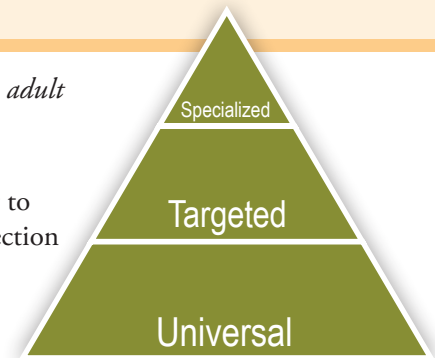 adult
to
ection
Specialized
Targeted
Universal